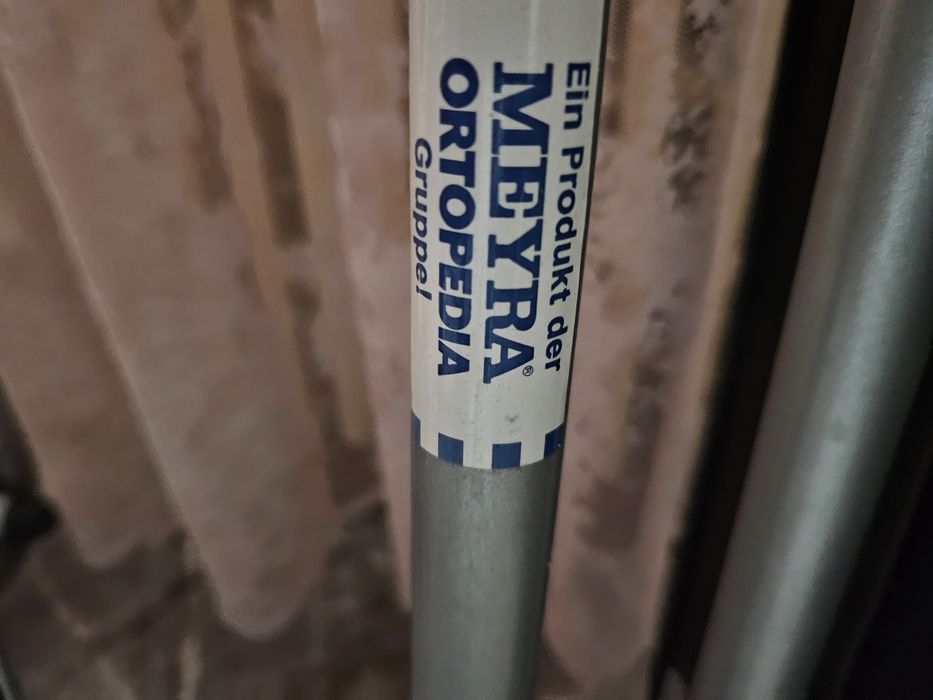 Ein Produkt der
MEYRA®
ORTOPEDIA
Gruppe!